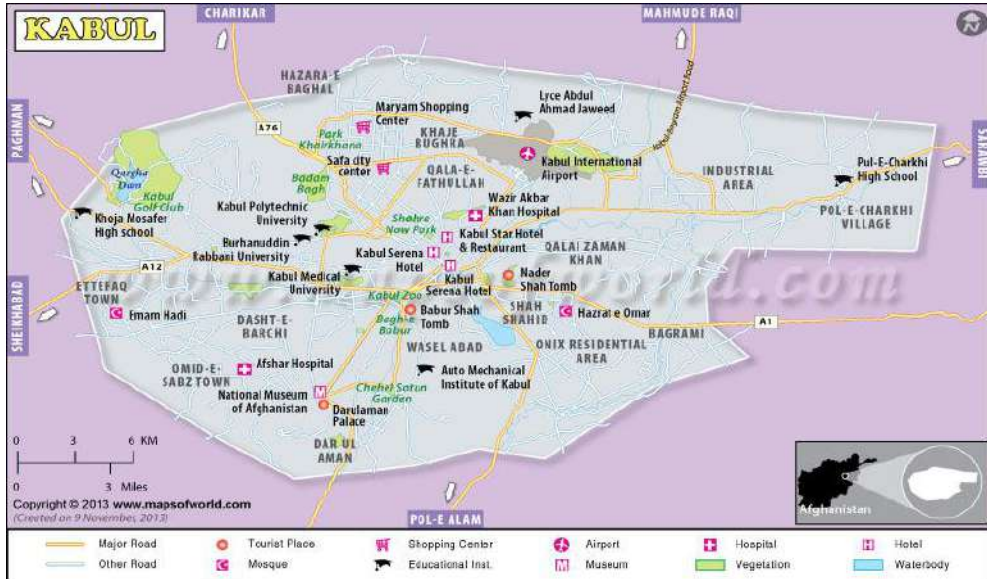 KABUL
CHARIKAR
MAHMUDE RAQI
PAGHMAN
SHEIKHABAD
SARAWBI
POL-E ALAM
N
HAZARA-E
BAGHAL
A76
Maryam Shopping
Center
Park
Khairkhana
Lyce Abdul
Ahmad Jaweed
Kabul-Bagram Airport Road
KHAJE
BUGHRA
Safa city
center
Badam
Bagh
QALA-E-
FATHULLAH
Kabul International
Airport
INDUSTRIAL
AREA
Pul-E-Charkhi
High School
POL-E-CHARKHI
VILLAGE
Qargha
Dam
Kabul
Golf Club
Khoja Mosafer
High school
Kabul Polytechnic
University
Burhanuddin
Rabbani University
Shahre
Now Park
Wazir Akbar
Khan Hospital
Kabul Star Hotel
& Restaurant
Kabul Serena
Hotel
QALAI ZAMAN
KHAN
A12
Kabul Medical
University
Kabul
Serena Hotel
Nader
Shah Tomb
ETTEFAQ
TOWN
Emam Hadi
DASHT-E-
BARCHI
Kabul Zoo
Bagh-e
Babur
Babur Shah
Tomb
SHAH
SHAHID
Hazrat e Omar
BAGRAMI
A1
WASEL ABAD
ONIX RESIDENTIAL
AREA
OMID-E-
SABZ TOWN
Afshar Hospital
Auto Mechanical
Institute of Kabul
National Museum
of Afghanistan
Chehel Satun
Garden
Darulaman
Palace
DAR UL
AMAN
0 3 6 KM
0 3 Miles
Copyright © 2013 www.mapsofworld.com
(Created on 9 November, 2013)
Afghanistan
Major Road
Tourist Place
Shopping Center
Airport
Hospital
Hotel
Other Road
Mosque
Educational Inst.
Museum
Vegetation
Waterbody